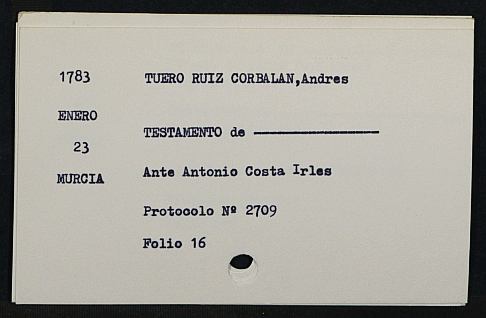 1783 TUERO RUIZ CORBALAN,Andres
ENERO
TESTAMENTO de ——————
23
MURCIA Ante Antonio Costa Irles
Protocolo Nº 2709
Folio 16